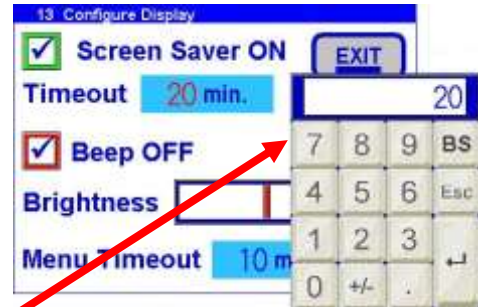 13 Configure Display
Screen Saver ON
EXIT
Timeout 20 min.
20
7 8 9 BS
Beep OFF
4 5 6 Esc
Brightness
1 2 3
Menu Timeout 10 m
0 +/- .